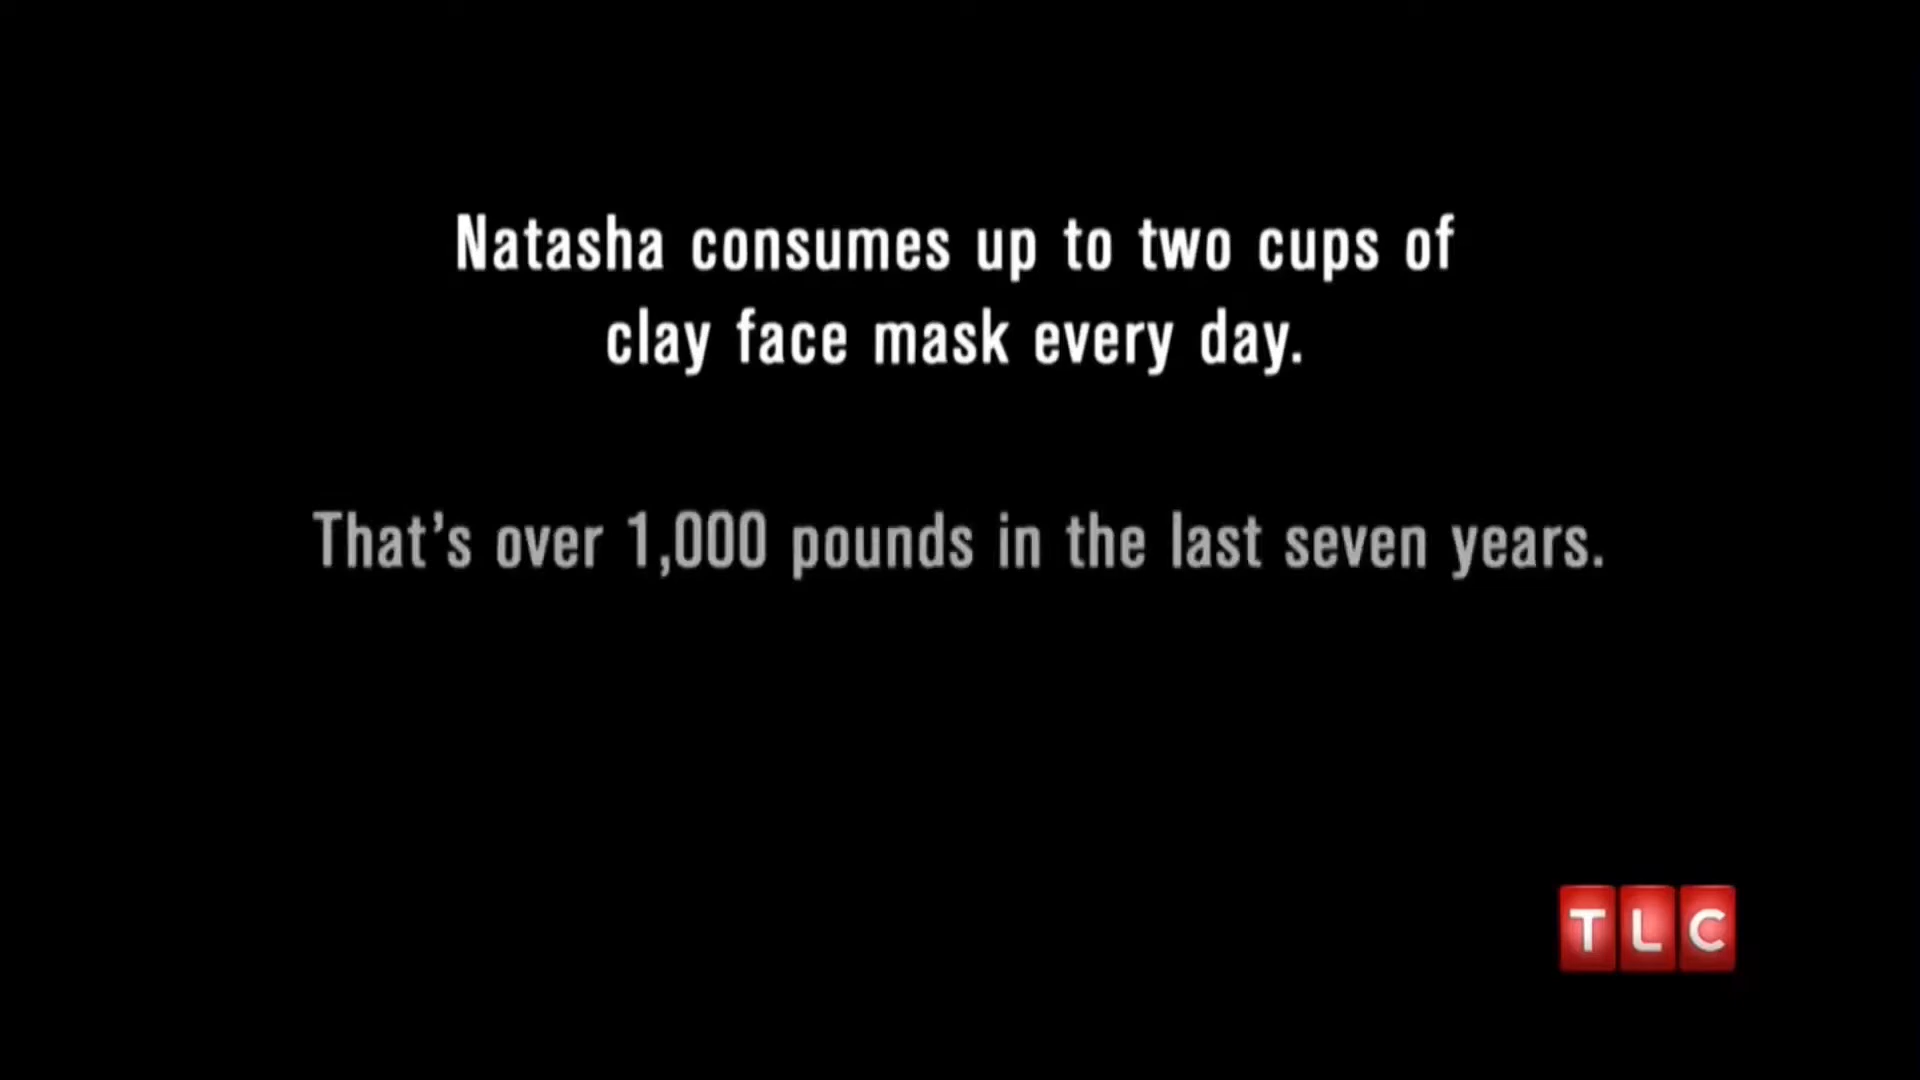 Natasha consumes up to two cups of
clay face mask every day.
That's over 1,000 pounds in the last seven years.
TLC